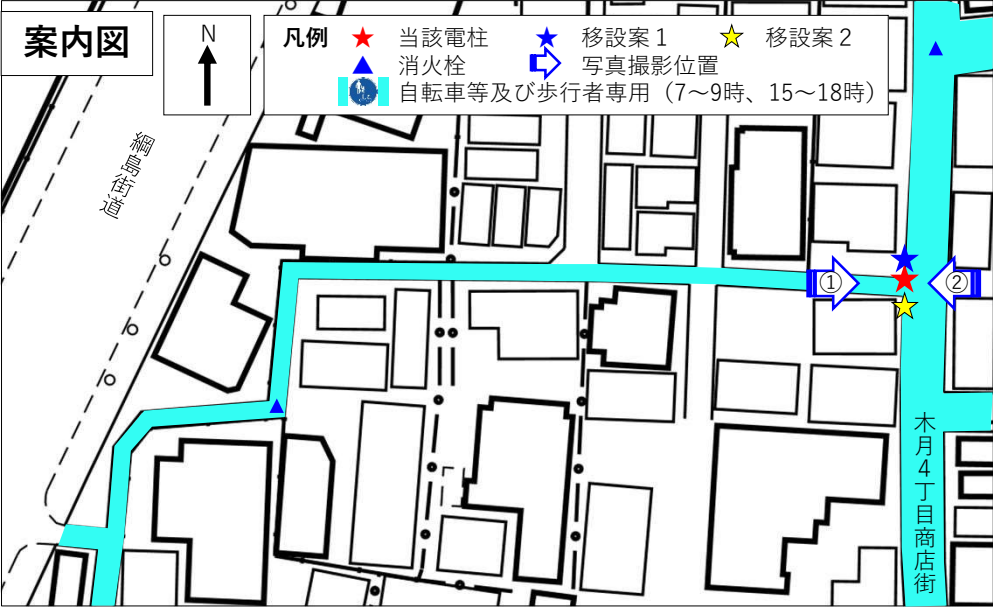 案内図
N
凡例 当該電柱 移設案1 移設案2
消火栓 写真撮影位置
自転車等及び歩行者専用（7～9時、15～18時）
綱島街道
① ②
木月4丁目商店街